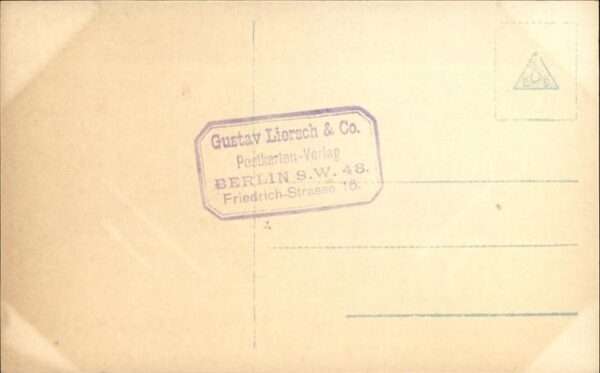 Gustav Liersch & Co.
Postkarten-Verlag
BERLIN S.W. 48.
Friedrich-Strasse 16.